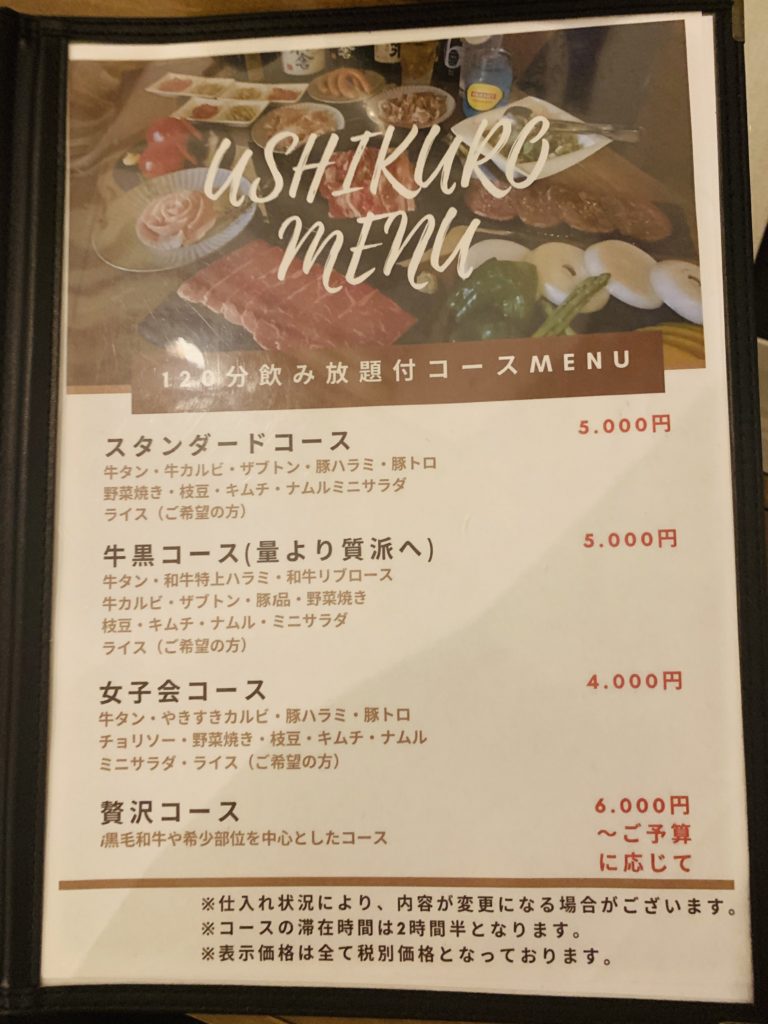 USHIKURO
MENU
120分飲み放題付コースMENU
スタンダードコース
5.000円
牛タン・牛カルビ・ザブトン・豚ハラミ・豚トロ
野菜焼き・枝豆・キムチ・ナムルミニサラダ
ライス（ご希望の方）
牛黒コース(量より質派へ)
5.000円
牛タン・和牛特上ハラミ・和牛リブロース
牛カルビ・ザブトン・豚1品・野菜焼き
枝豆・キムチ・ナムル・ミニサラダ
ライス（ご希望の方）
女子会コース
4.000円
牛タン・やきすきカルビ・豚ハラミ・豚トロ
チョリソー・野菜焼き・枝豆・キムチ・ナムル
ミニサラダ・ライス（ご希望の方）
贅沢コース
6.000円
〜ご予算
に応じて
黒毛和牛や希少部位を中心としたコース
※仕入れ状況により、内容が変更になる場合がございます。
※コースの滞在時間は2時間半となります。
※表示価格は全て税別価格となっております。